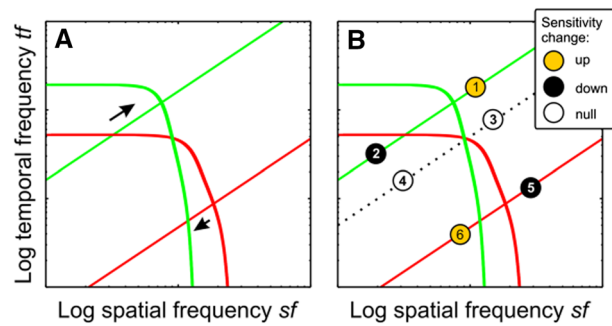 A
B
Sensitivity
change:
up
down
null
1
2
3
4
5
6
Log temporal frequency tf
Log spatial frequency sf
Log spatial frequency sf